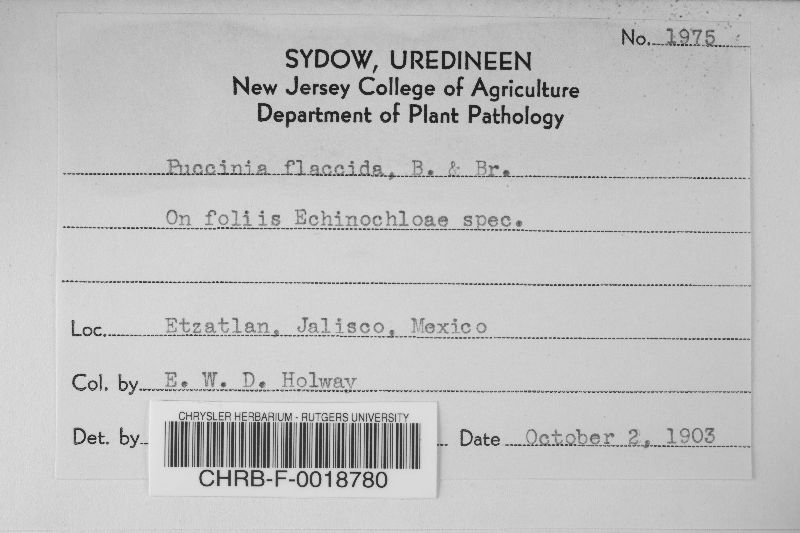 No. 1975
SYDOW, UREDINEEN
New Jersey College of Agriculture
Department of Plant Pathology
Puccinia flaccida, B. & Br.
On foliis Echinochloae spec.
Loc. Etzatlan, Jalisco, Mexico
Col. by E. W. D. Holway
Det. by
Date October 2, 1903
CHRYSLER HERBARIUM - RUTGERS UNIVERSITY
CHRB-F-0018780